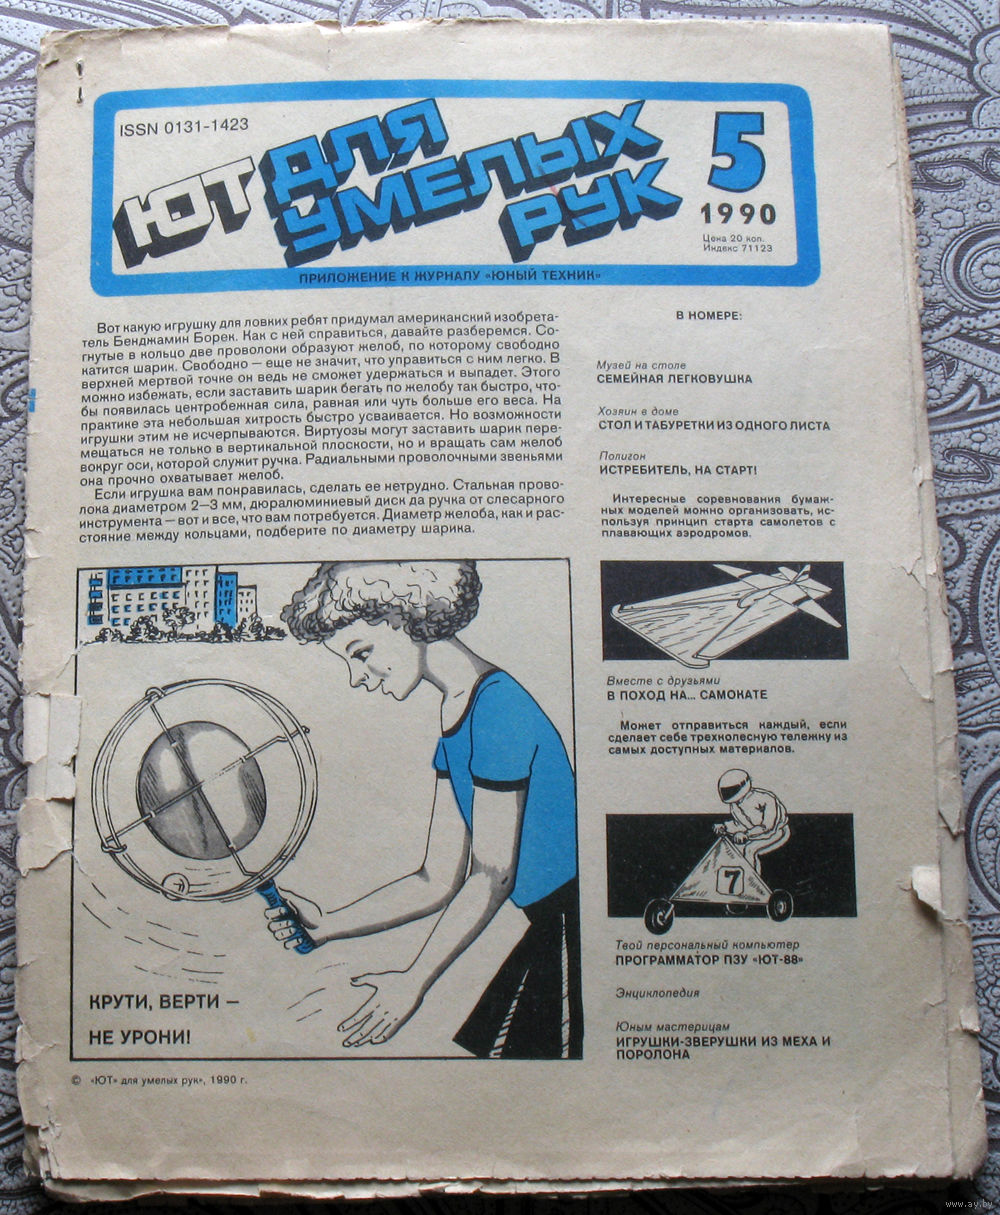 ISSN 0131-1423
ЮТ ДЛЯ
УМЕЛЫХ
РУК
5
1990
Цена 20 коп.
Индекс 71123
ПРИЛОЖЕНИЕ К ЖУРНАЛУ «ЮНЫЙ ТЕХНИК»
Вот какую игрушку для ловких ребят придумал американский изобрета-
тель Бенджамин Борек. Как с ней справиться, давайте разберемся. Со-
гнутые в кольцо две проволоки образуют желоб, по которому свободно
катится шарик. Свободно — еще не значит, что управиться с ним легко. В
верхней мертвой точке он ведь не сможет удержаться и выпадет. Этого
можно избежать, если заставить шарик бегать по желобу так быстро, что-
бы появилась центробежная сила, равная или чуть больше его веса. На
практике эта небольшая хитрость быстро усваивается. Но возможности
игрушки этим не исчерпываются. Виртуозы могут заставить шарик пере-
мещаться не только в вертикальной плоскости, но и вращать сам желоб
вокруг оси, которой служит ручка. Радиальными проволочными звеньями
она прочно охватывает желоб.
Если игрушка вам понравилась, сделать ее нетрудно. Стальная прово-
лока диаметром 2—3 мм, дюралюминиевый диск да ручка от слесарного
инструмента — вот и все, что вам потребуется. Диаметр желоба, как и рас-
стояние между кольцами, подберите по диаметру шарика.
КРУТИ, ВЕРТИ —
НЕ УРОНИ!
© «ЮТ» для умелых рук», 1990 г.
В НОМЕРЕ:
Музей на столе
СЕМЕЙНАЯ ЛЕГКОВУШКА
Хозяин в доме
СТОЛ И ТАБУРЕТКИ ИЗ ОДНОГО ЛИСТА
Полигон
ИСТРЕБИТЕЛЬ, НА СТАРТ!
Интересные соревнования бумаж-
ных моделей можно организовать, ис-
пользуя принцип старта самолетов с
плавающих аэродромов.
Вместе с друзьями
В ПОХОД НА... САМОКАТЕ
Может отправиться каждый, если
сделает себе трехколесную тележку из
самых доступных материалов.
7
Твой персональный компьютер
ПРОГРАММАТОР ПЗУ «ЮТ-88»
Энциклопедия
Юным мастерицам
ИГРУШКИ-ЗВЕРУШКИ ИЗ МЕХА И
ПОРОЛОНА
www.ay.by